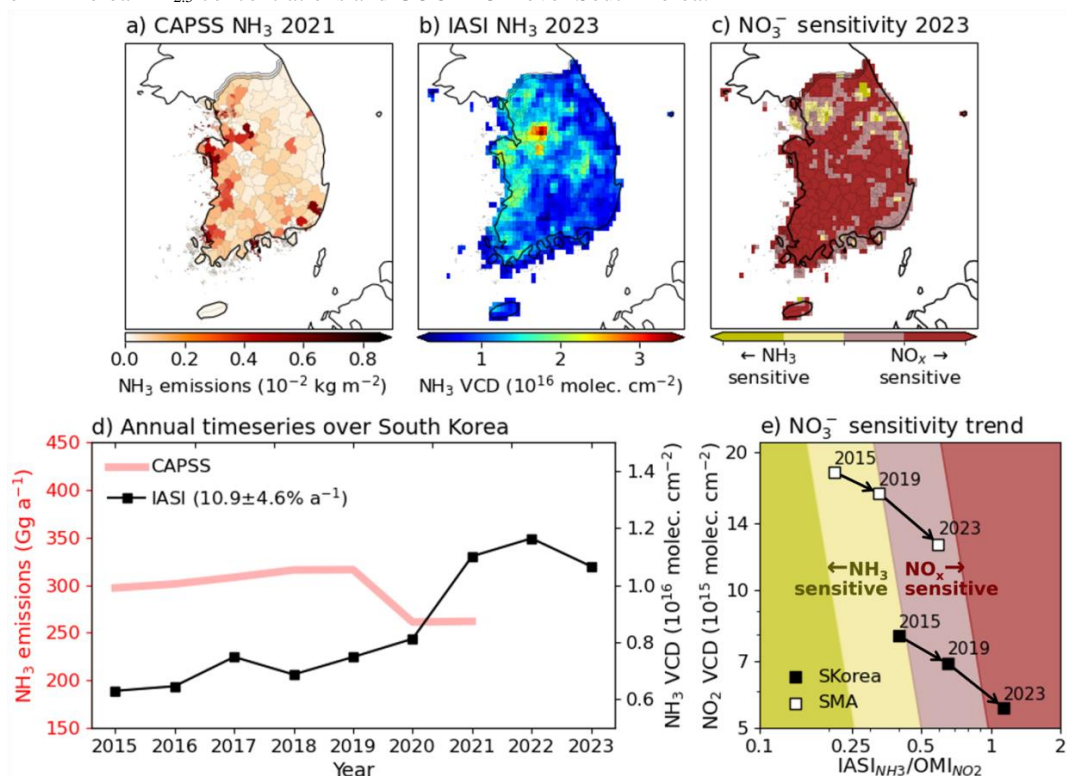 a) CAPSS NH₃ 2021
b) IASI NH₃ 2023
c) NO₃⁻ sensitivity 2023
0.0 0.2 0.4 0.6 0.8
NH₃ emissions (10⁻² kg m⁻²)
1 2 3
NH₃ VCD (10¹⁶ molec. cm⁻²)
← NH₃
sensitive
NOₓ →
sensitive
d) Annual timeseries over South Korea
NH₃ emissions (Gg a⁻¹)
450
400
350
300
250
200
150
CAPSS
IASI (10.9±4.6% a⁻¹)
1.4
1.2
1.0
0.8
0.6
NH₃ VCD (10¹⁶ molec. cm⁻²)
2015 2016 2017 2018 2019 2020 2021 2022 2023
Year
e) NO₃⁻ sensitivity trend
NO₂ VCD (10¹⁵ molec. cm⁻²)
20
14
10
7
5
2015
2019
2023
←NH₃
sensitive
NOₓ→
sensitive
2015
2019
2023
SKorea
SMA
0.1 0.25 0.5 1 2
IASI_NH3/OMI_NO2